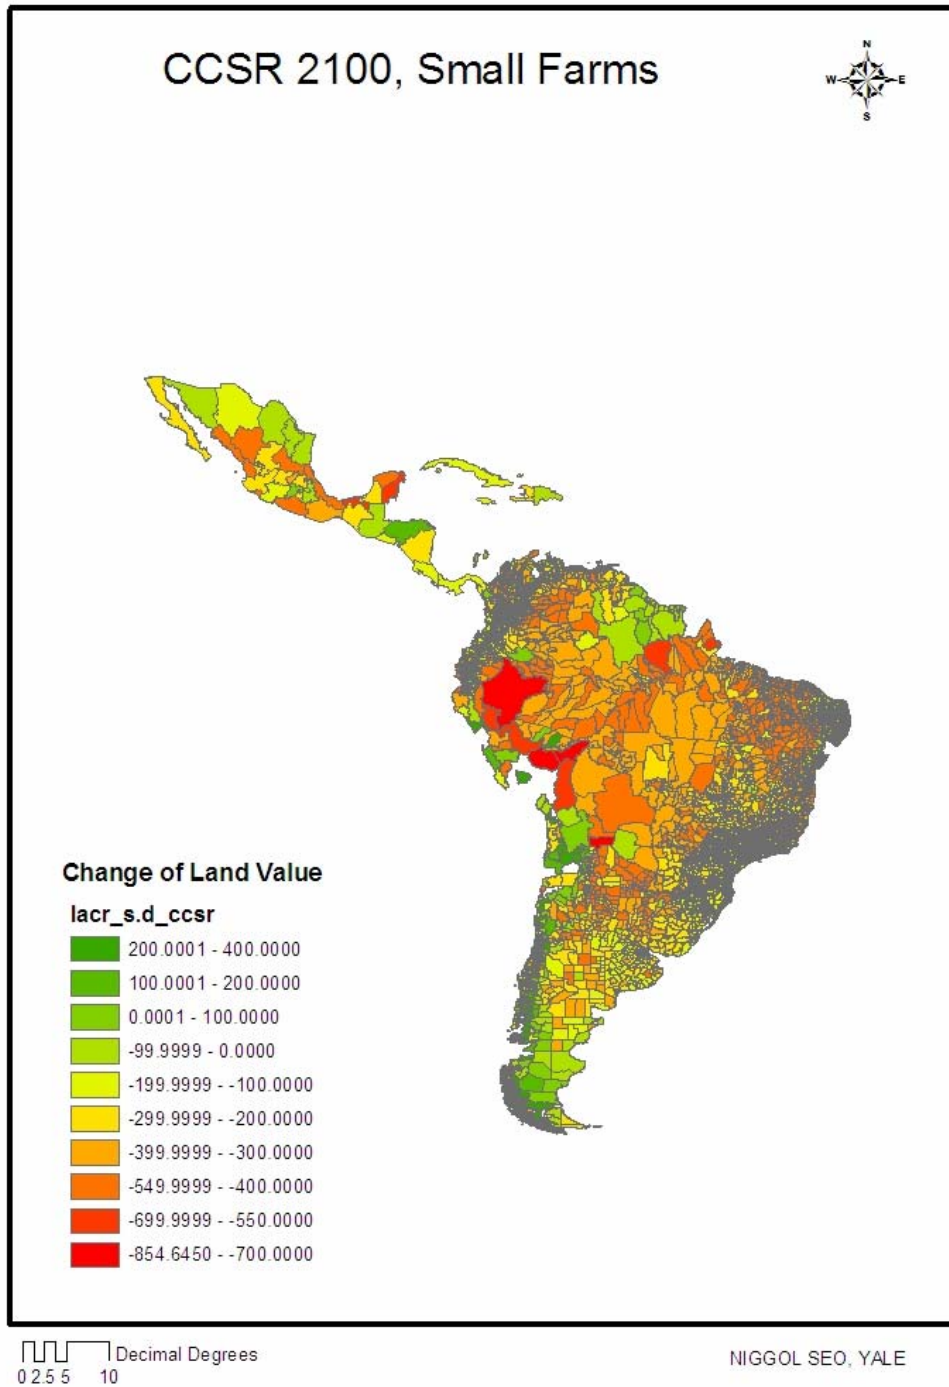 CCSR 2100, Small Farms
N
W E
S
Change of Land Value
lacr_s.d_ccsr
200.0001 - 400.0000
100.0001 - 200.0000
0.0001 - 100.0000
-99.9999 - 0.0000
-199.9999 - -100.0000
-299.9999 - -200.0000
-399.9999 - -300.0000
-549.9999 - -400.0000
-699.9999 - -550.0000
-854.6450 - -700.0000
Decimal Degrees
0 2.5 5 10
NIGGOL SEO, YALE